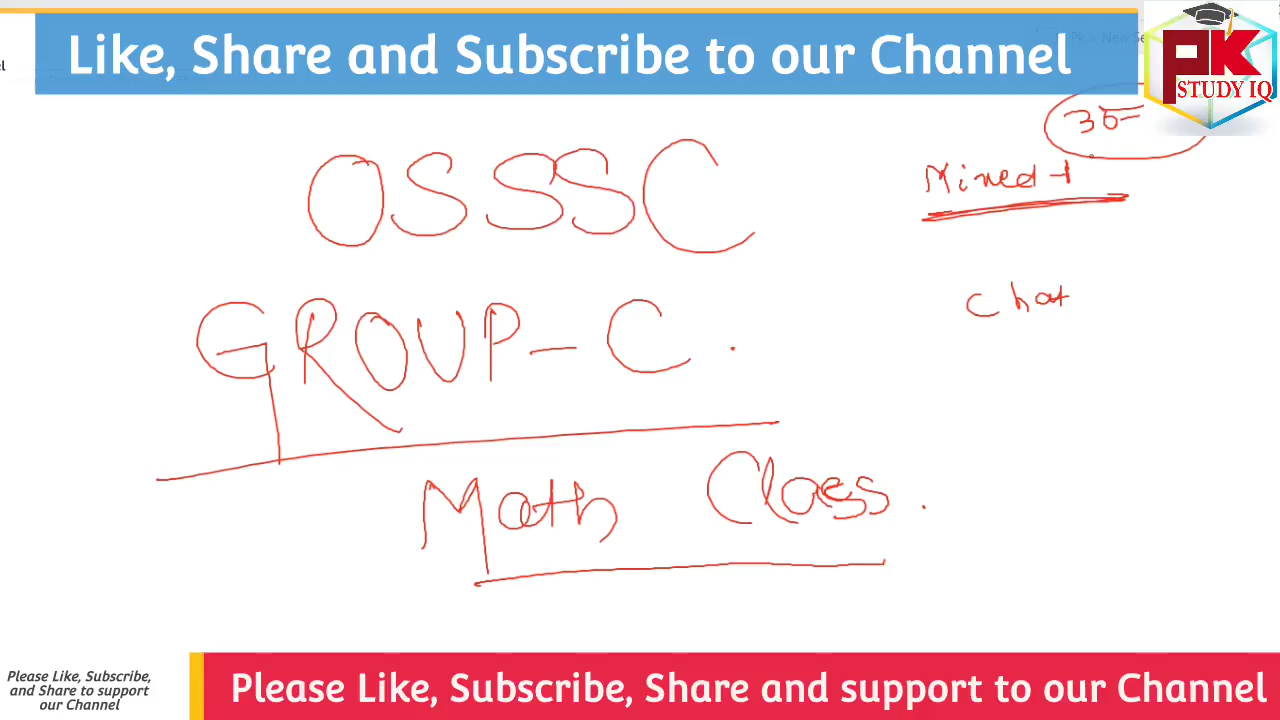 Like, Share and Subscribe to our Channel
PK
STUDY IQ
35
Mixed -1
OSSSC
chat
GROUP-C.
Math Class.
Please Like, Subscribe,
and Share to support
our Channel
Please Like, Subscribe, Share and support to our Channel